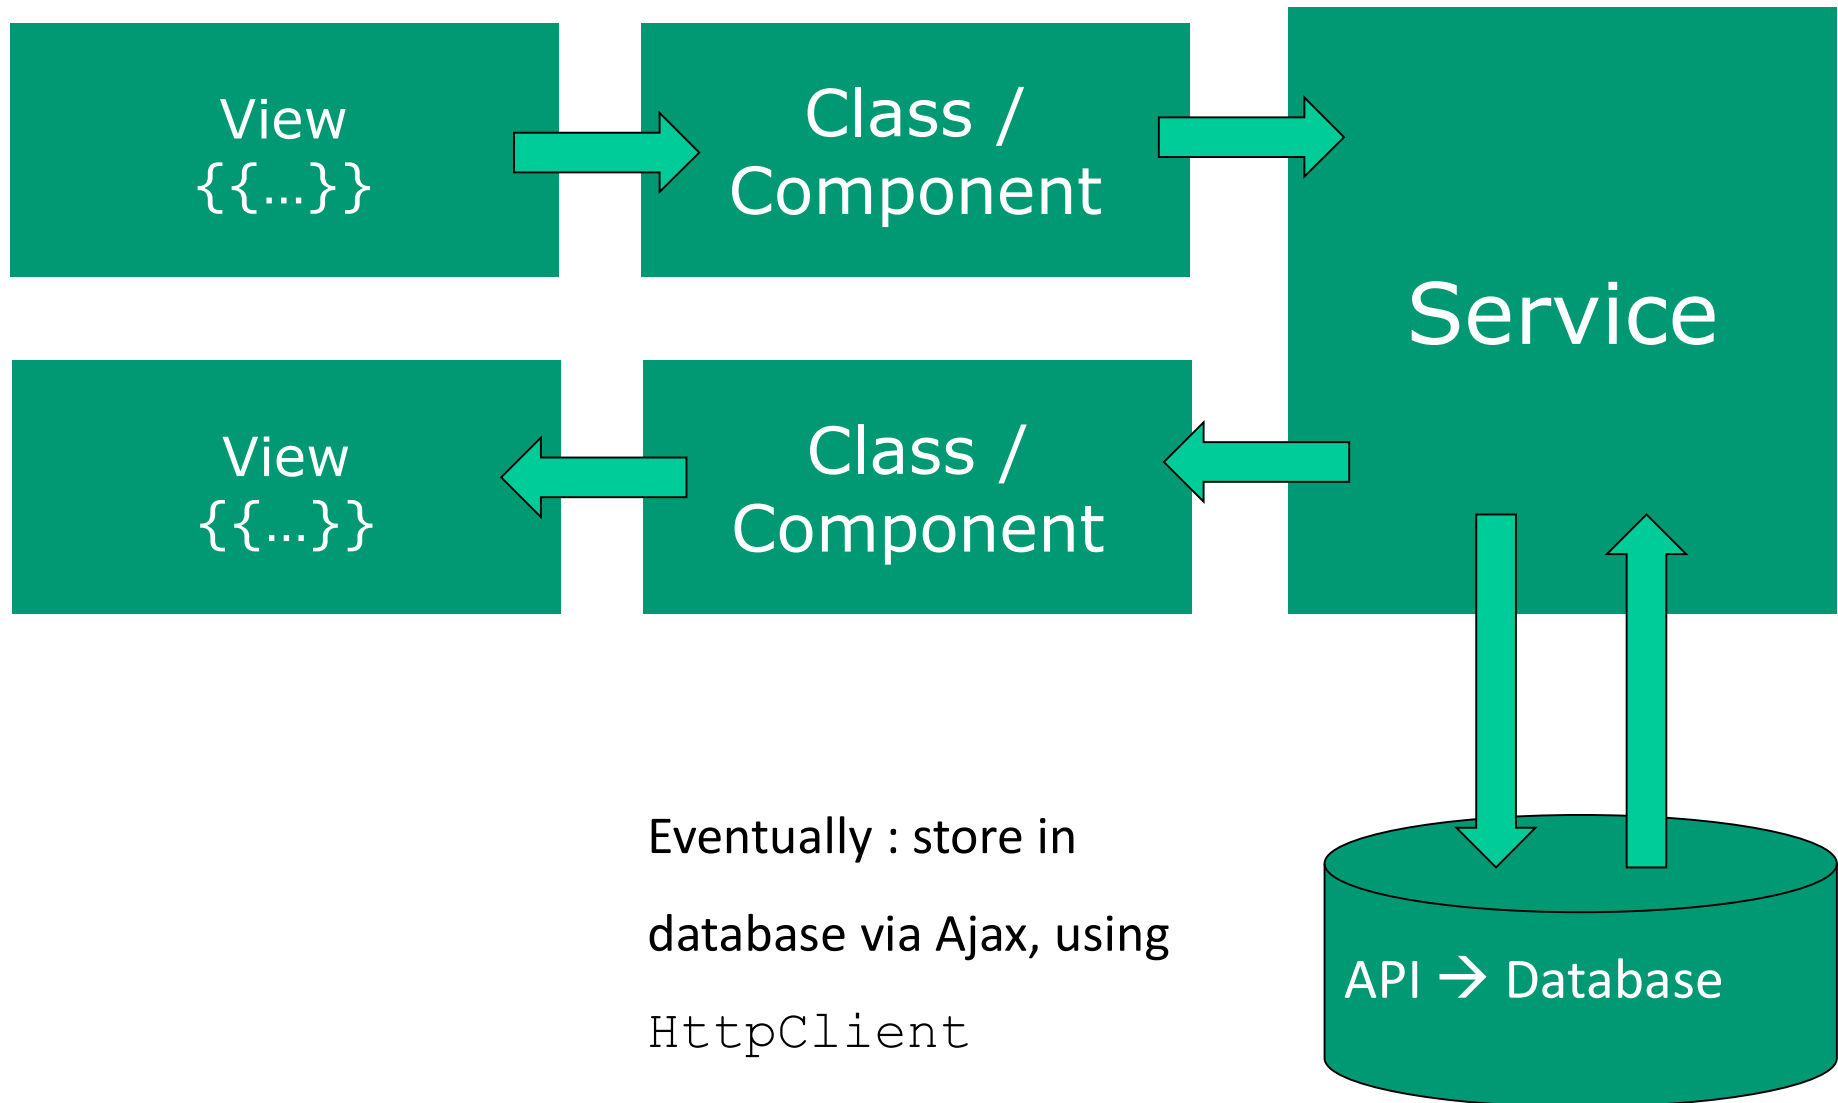 View
{{…}}
Class /
Component
Service
View
{{…}}
Class /
Component
Eventually : store in
database via Ajax, using
HttpClient
API → Database